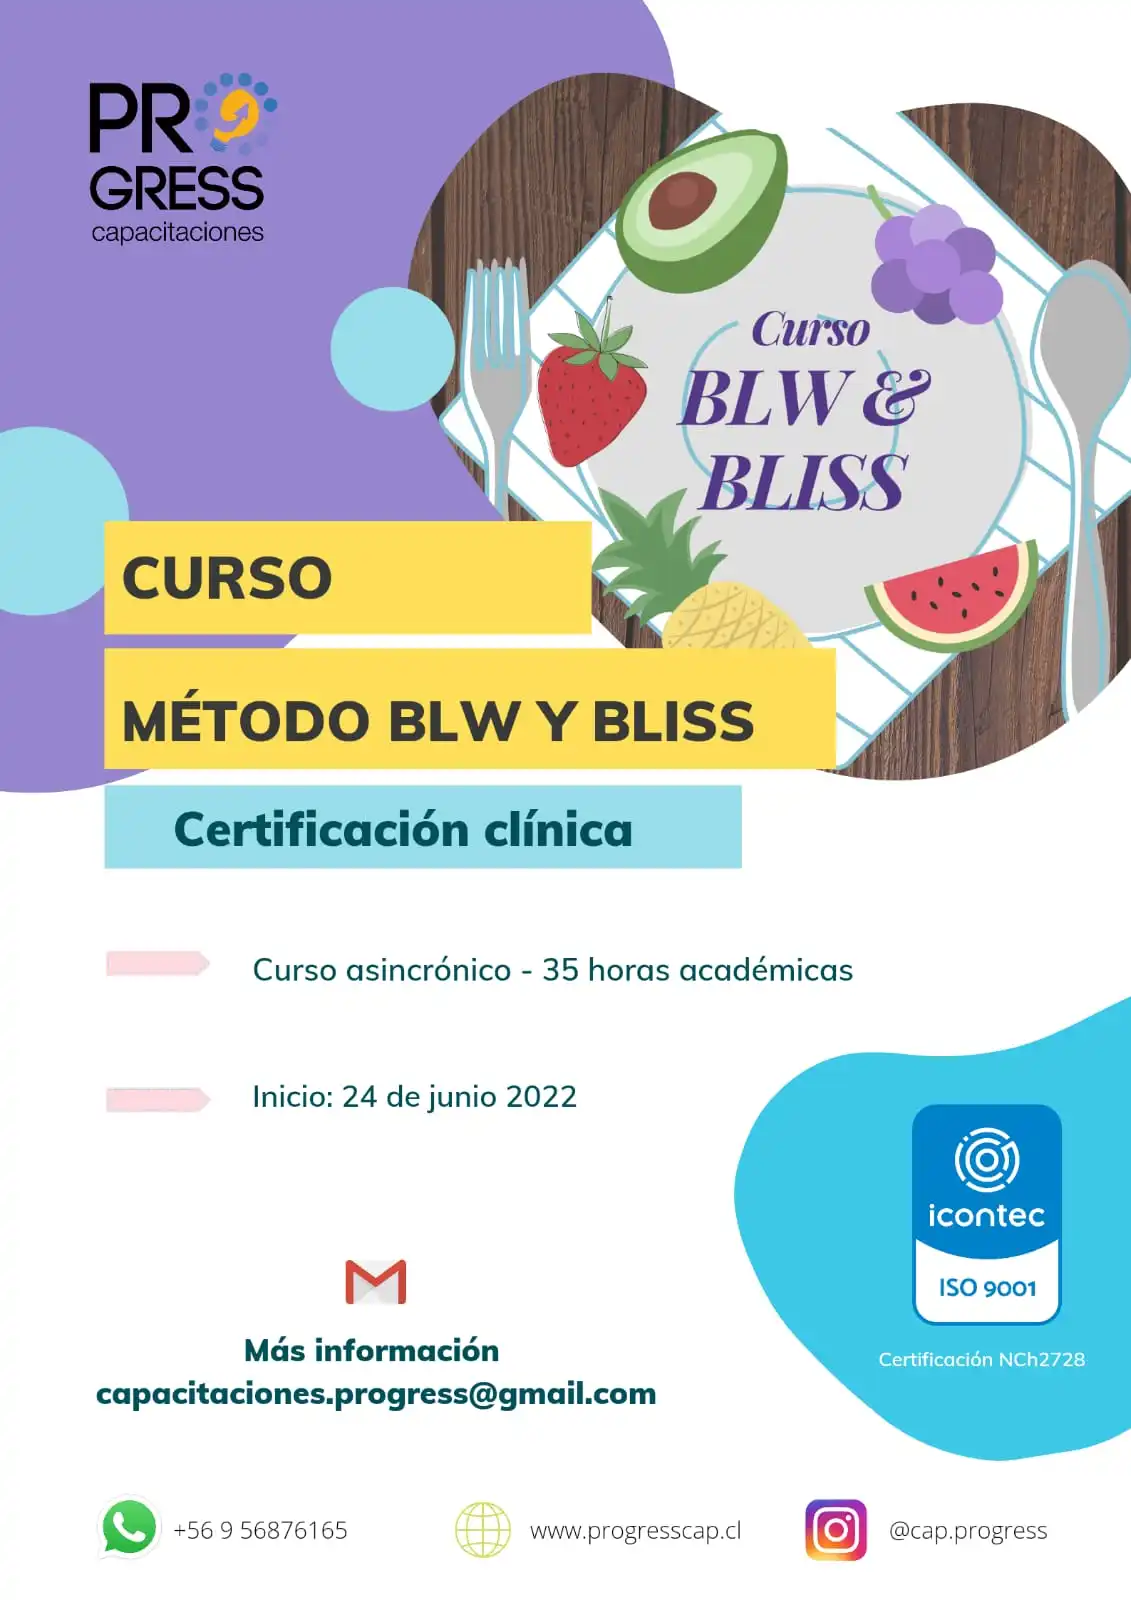 PROGRESS
capacitaciones
Curso
BLW &
BLISS
CURSO
MÉTODO BLW Y BLISS
Certificación clínica
Curso asincrónico - 35 horas académicas
Inicio: 24 de junio 2022
icontec
ISO 9001
Certificación NCh2728
Más información
capacitaciones.progress@gmail.com
+56 9 56876165
www.progresscap.cl
@cap.progress